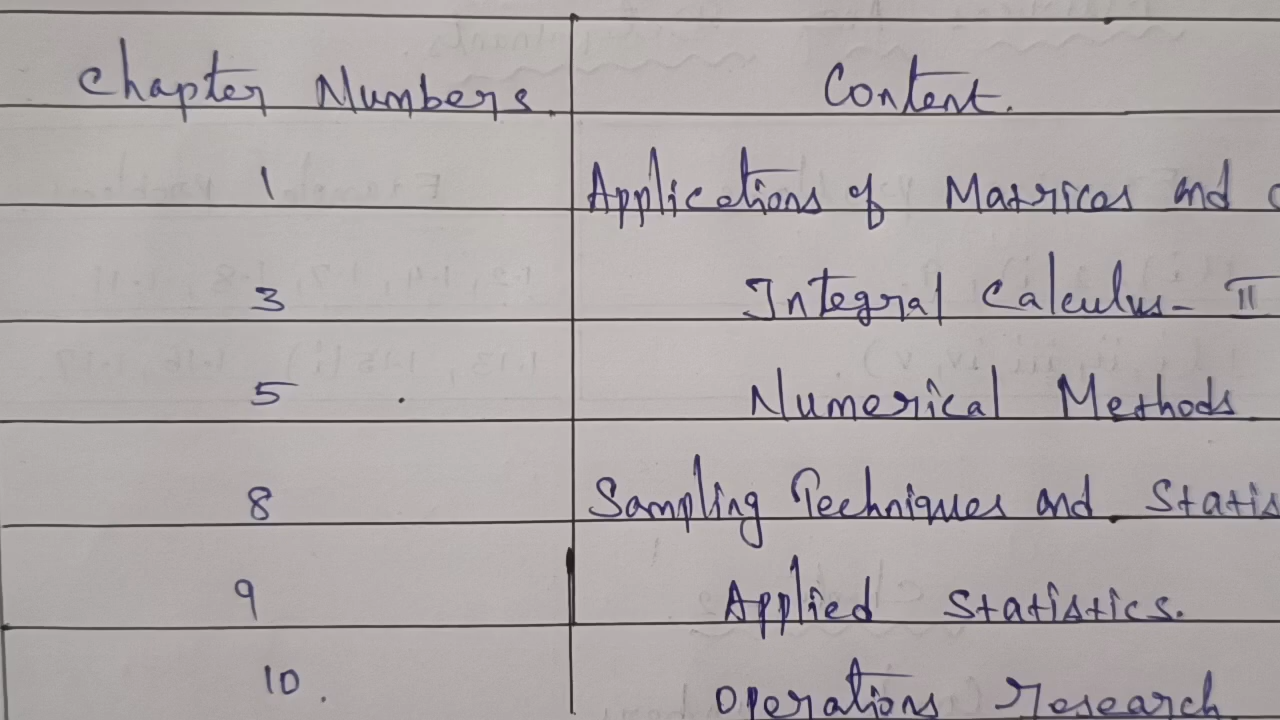 Chapter Numbers. Content.
1 Applications of Matrices and
3 Integral Calculus - II
5 Numerical Methods
8 Sampling Techniques and Statis
9 Applied Statistics.
10. Operations Research